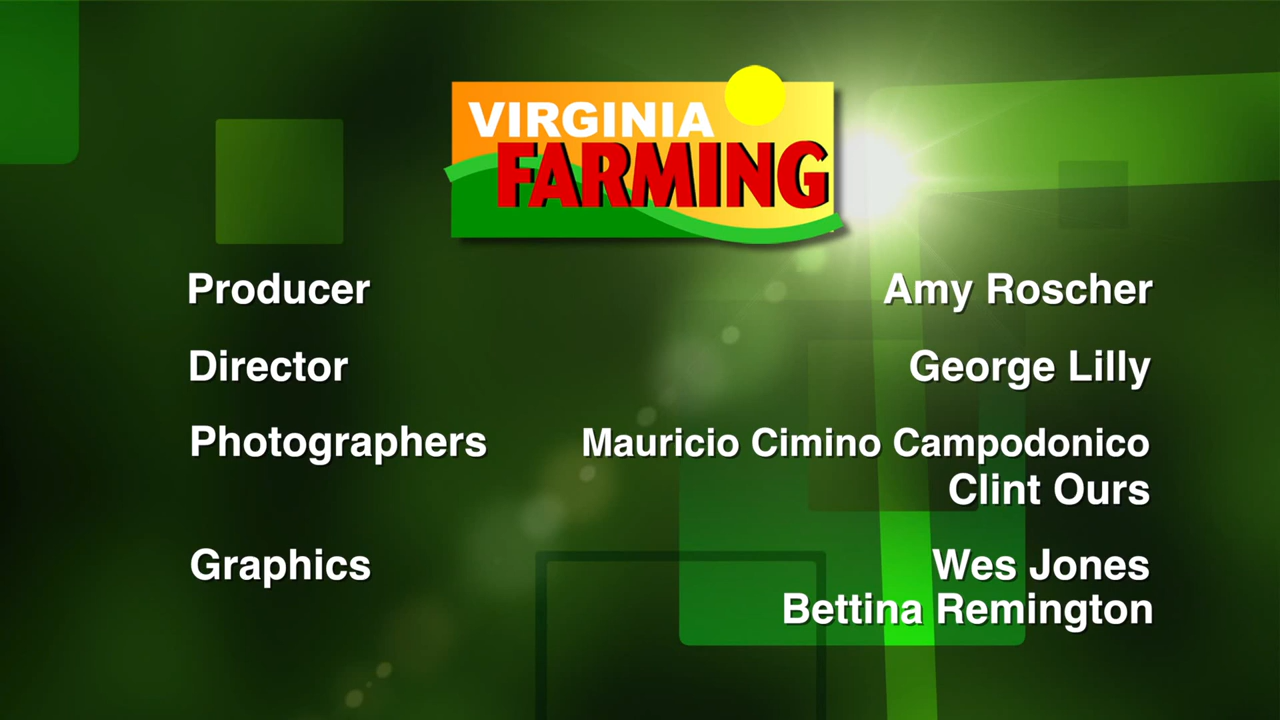 VIRGINIA
FARMING
Producer Amy Roscher
Director George Lilly
Photographers Mauricio Cimino Campodonico
Clint Ours
Graphics Wes Jones
Bettina Remington